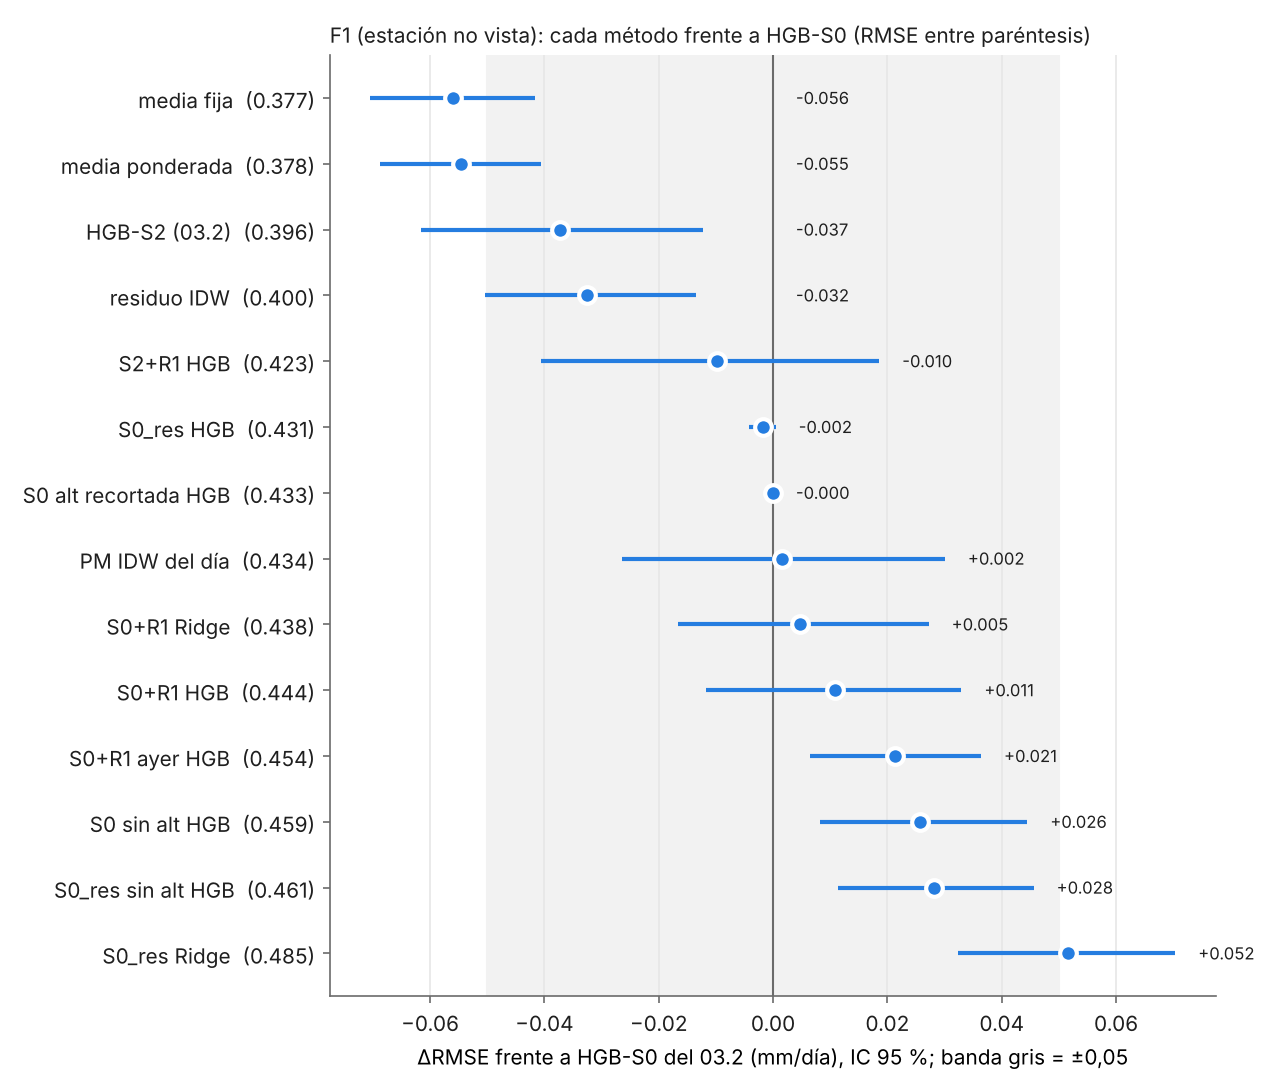 F1 (estación no vista): cada método frente a HGB-S0 (RMSE entre paréntesis)
media fija (0.377) -0.056
media ponderada (0.378) -0.055
HGB-S2 (03.2) (0.396) -0.037
residuo IDW (0.400) -0.032
S2+R1 HGB (0.423) -0.010
S0_res HGB (0.431) -0.002
S0 alt recortada HGB (0.433) -0.000
PM IDW del día (0.434) +0.002
S0+R1 Ridge (0.438) +0.005
S0+R1 HGB (0.444) +0.011
S0+R1 ayer HGB (0.454) +0.021
S0 sin alt HGB (0.459) +0.026
S0_res sin alt HGB (0.461) +0.028
S0_res Ridge (0.485) +0.052
−0.06 −0.04 −0.02 0.00 0.02 0.04 0.06
ΔRMSE frente a HGB-S0 del 03.2 (mm/día), IC 95 %; banda gris = ±0,05